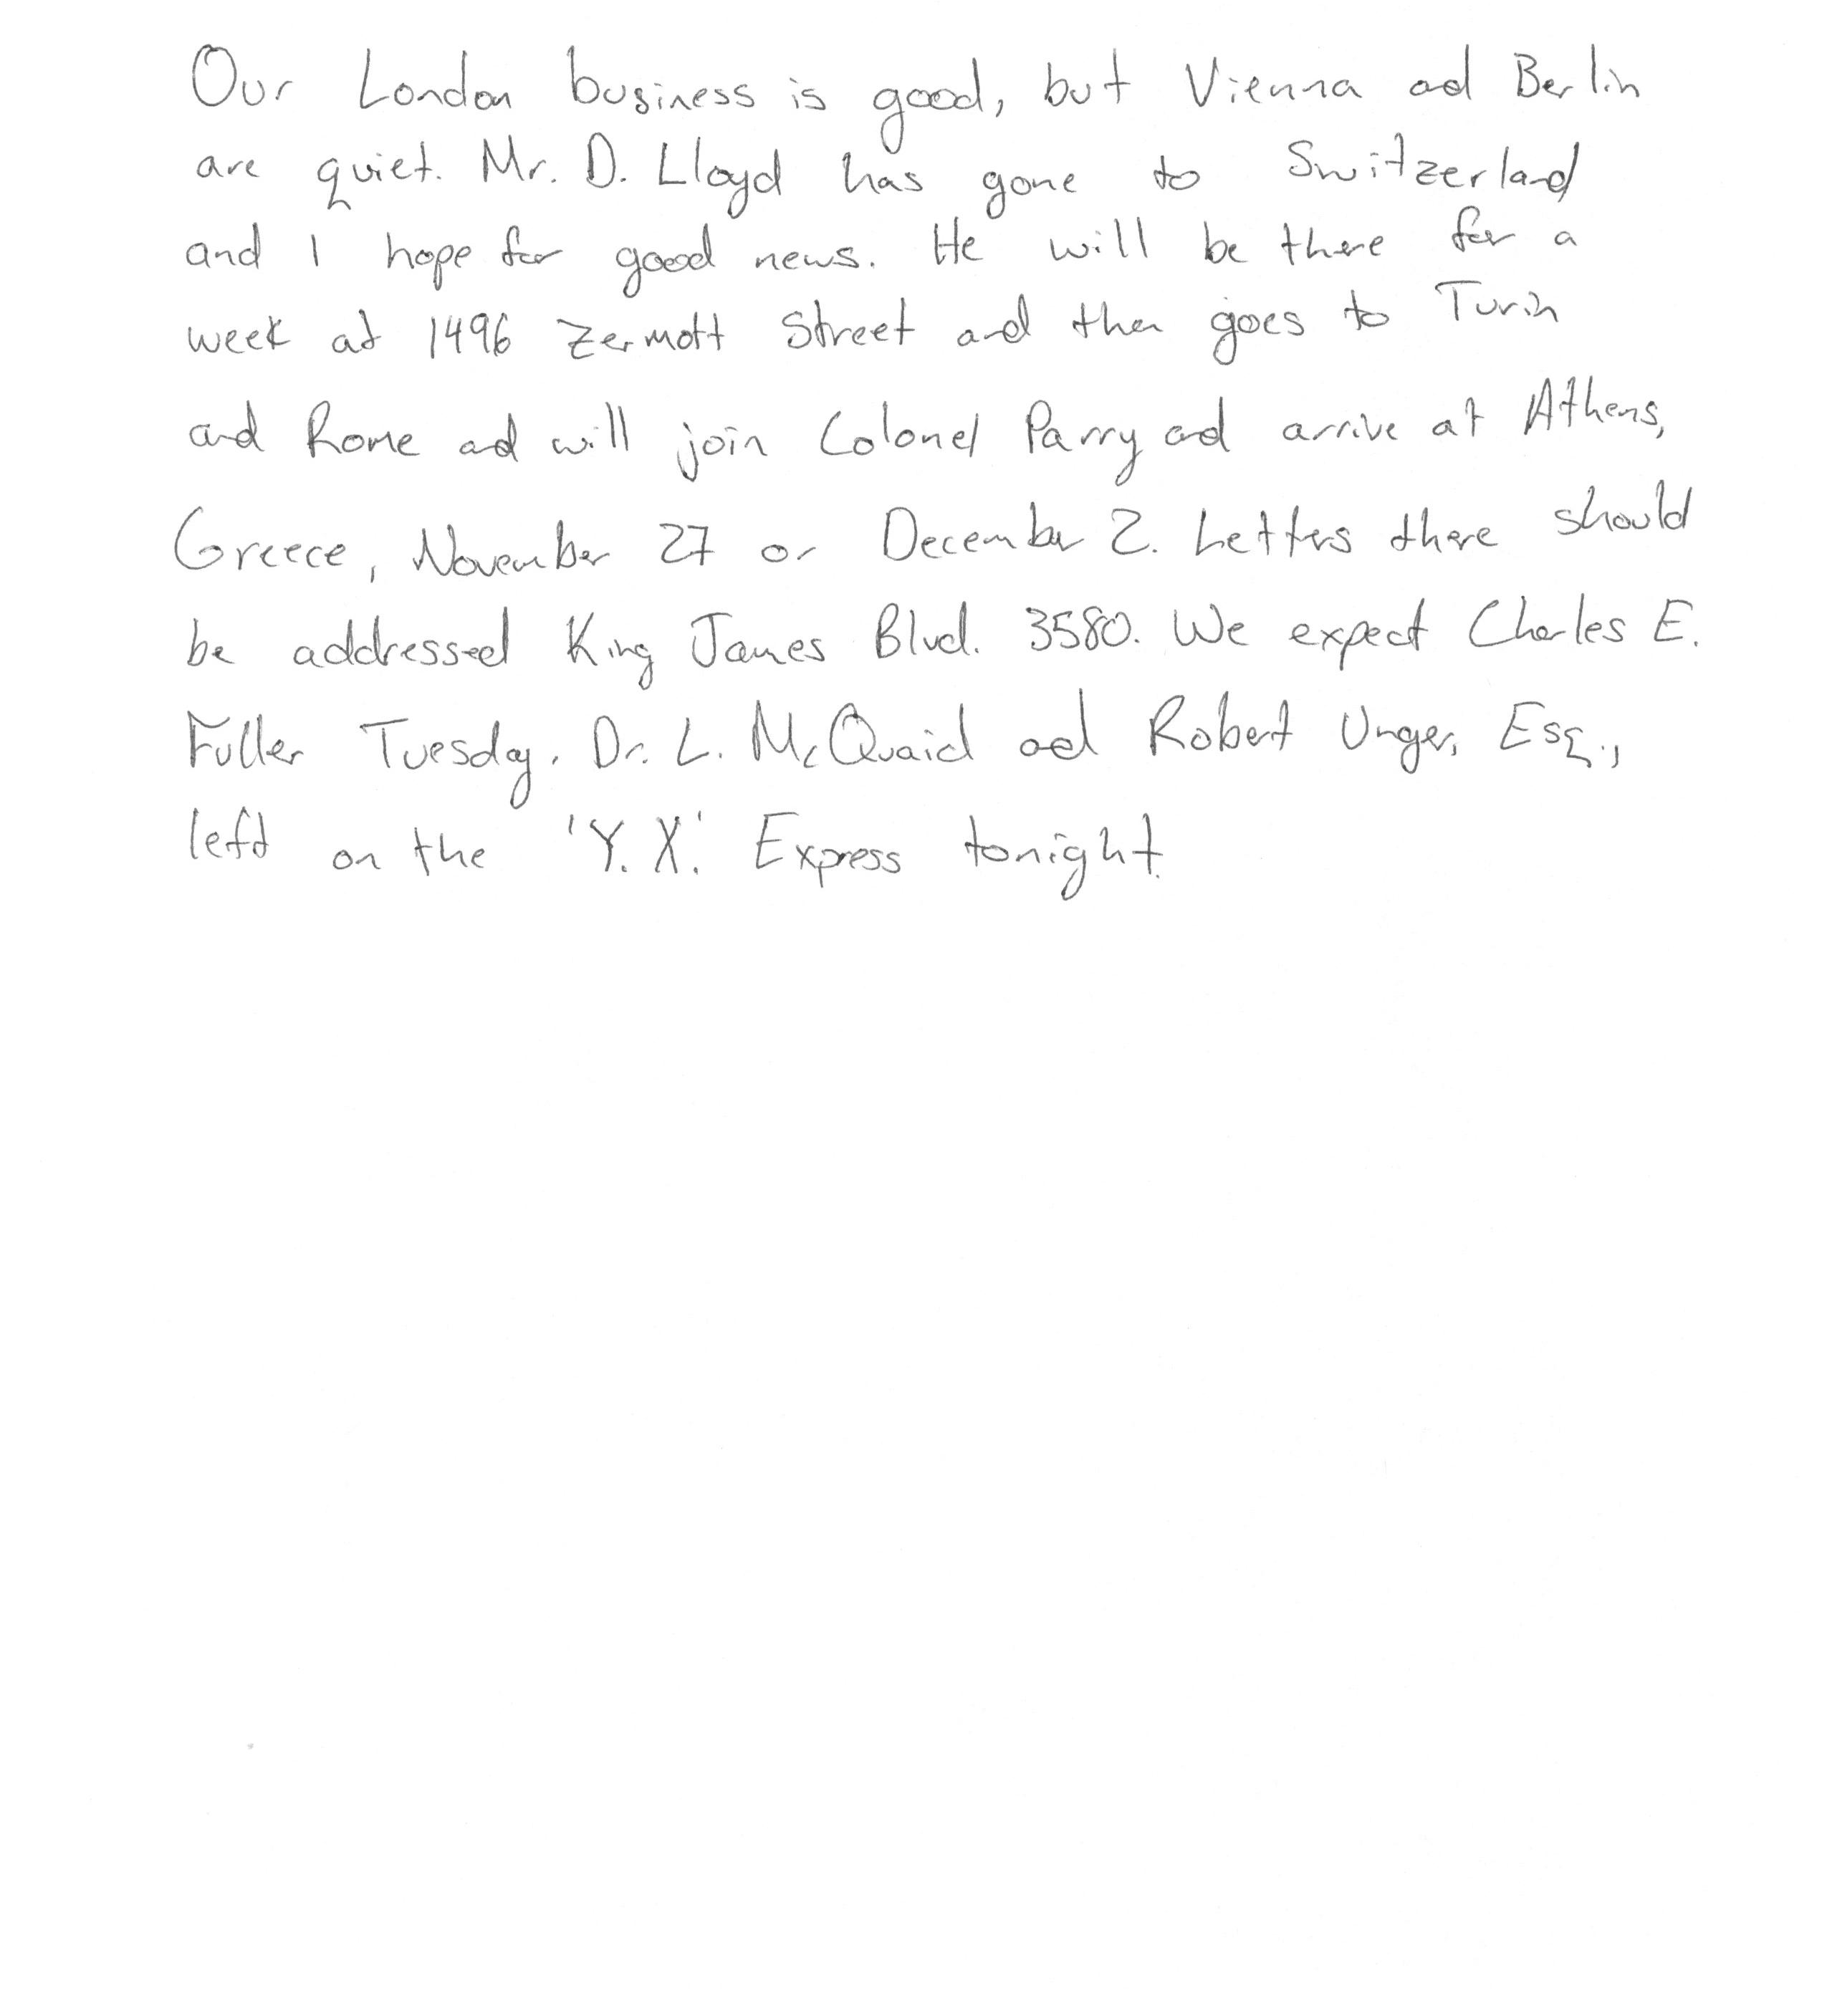 Our London business is good, but Vienna and Berlin
are quiet. Mr. D. Lloyd has gone to Switzerland
and I hope for good news. He will be there for a
week at 1496 Zermott Street and then goes to Turin
and Rome and will join Colonel Parry and arrive at Athens,
Greece, November 27 or December 2. Letters there should
be addressed King James Blvd. 3580. We expect Charles E.
Fuller Tuesday. Dr. L. McQuaid and Robert Unger, Esq.,
left on the 'Y. X.' Express tonight.